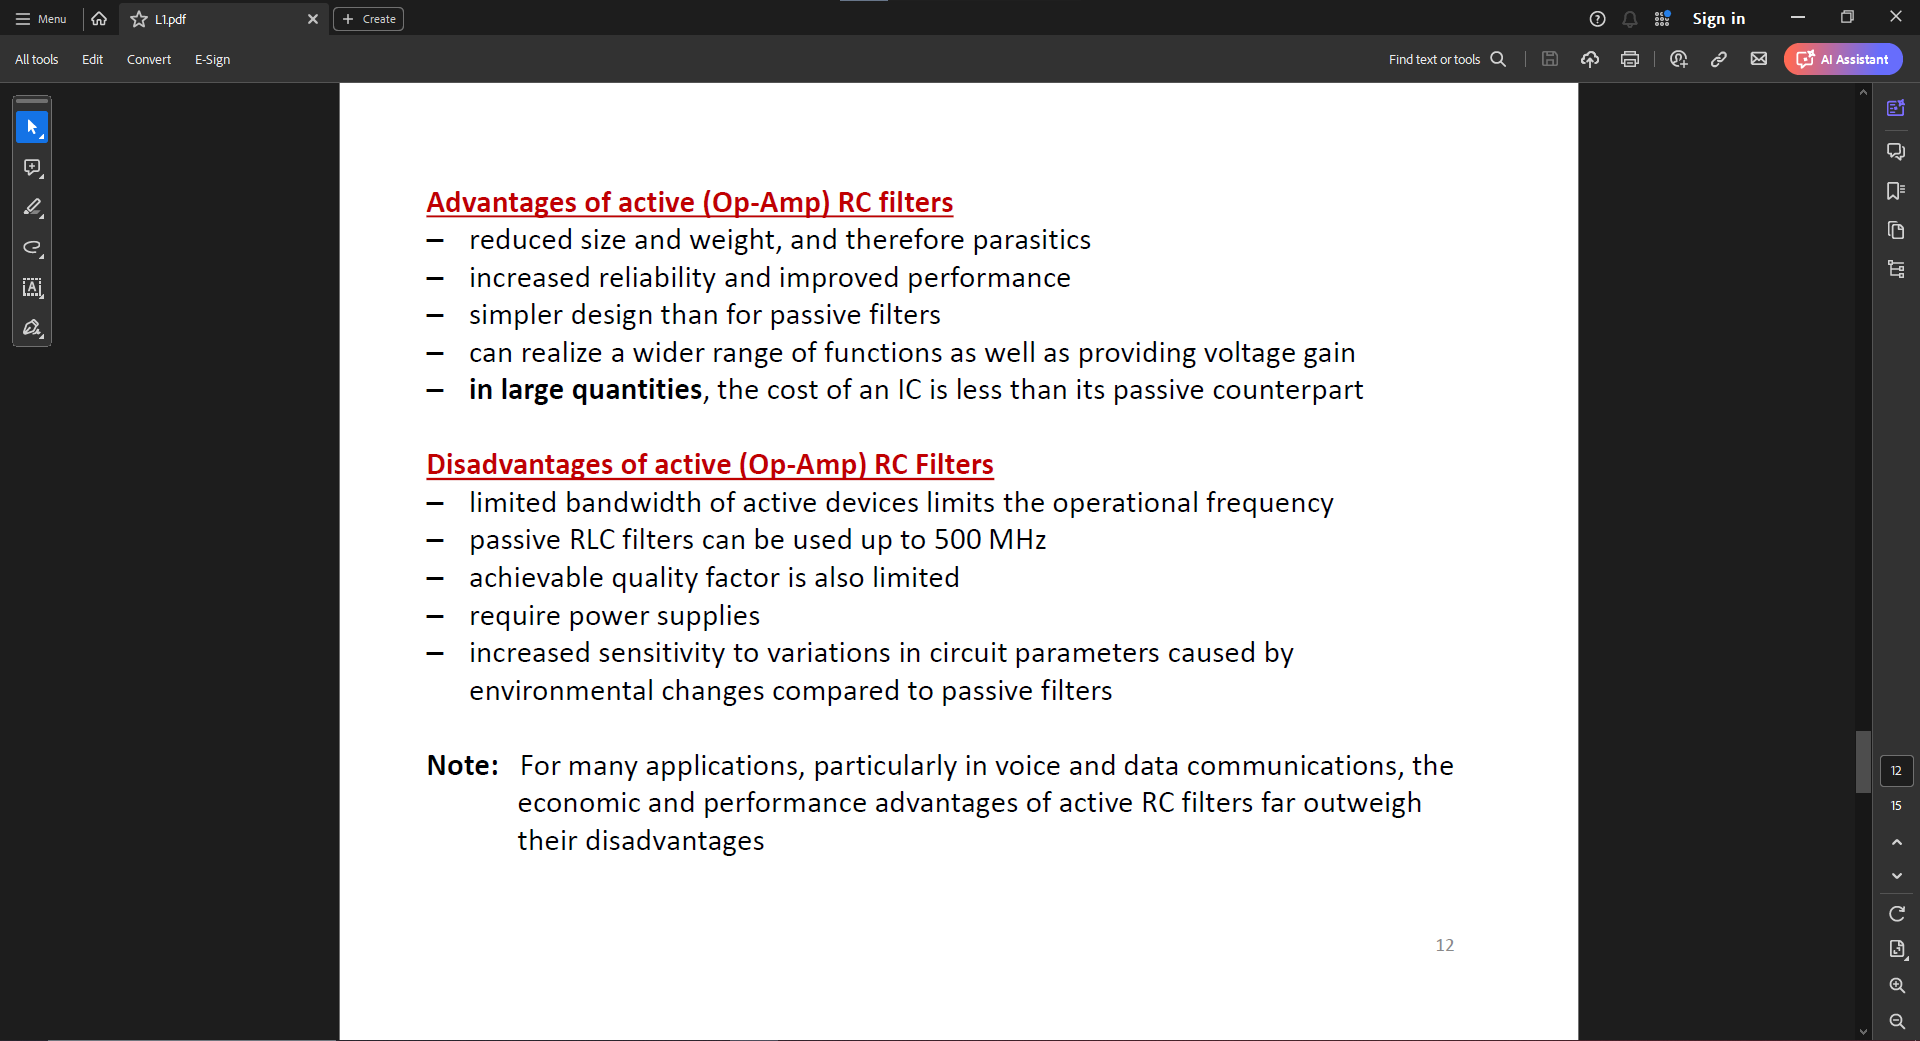 Menu
L1.pdf
Create
Sign in
All tools
Edit
Convert
E-Sign
Find text or tools
AI Assistant
Advantages of active (Op-Amp) RC filters
– reduced size and weight, and therefore parasitics
– increased reliability and improved performance
– simpler design than for passive filters
– can realize a wider range of functions as well as providing voltage gain
– in large quantities, the cost of an IC is less than its passive counterpart
Disadvantages of active (Op-Amp) RC Filters
– limited bandwidth of active devices limits the operational frequency
– passive RLC filters can be used up to 500 MHz
– achievable quality factor is also limited
– require power supplies
– increased sensitivity to variations in circuit parameters caused by
environmental changes compared to passive filters
Note: For many applications, particularly in voice and data communications, the
economic and performance advantages of active RC filters far outweigh
their disadvantages
12
12
15